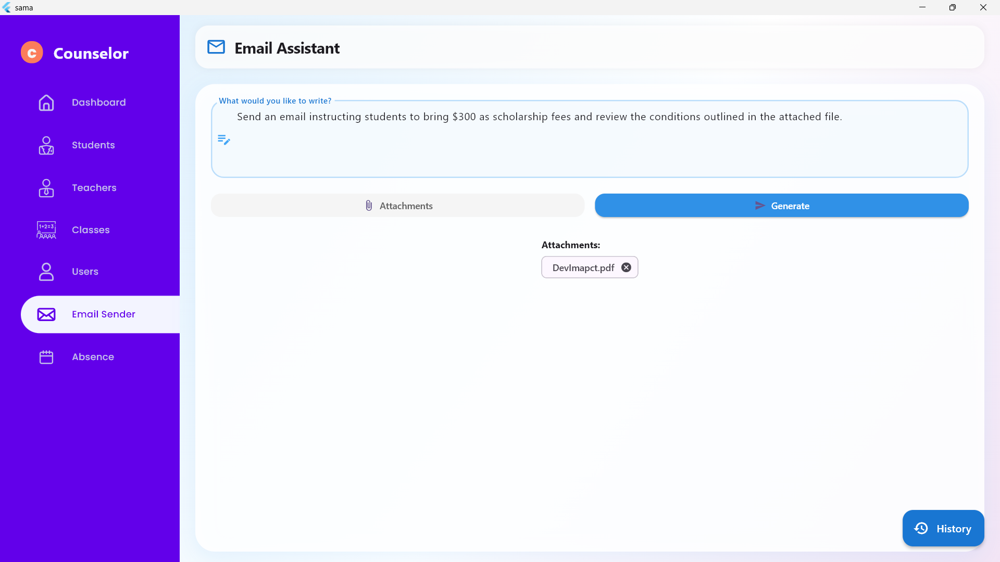 sama
C
Counselor
Dashboard
Students
Teachers
1+2=3
Classes
Users
Email Sender
Absence
Email Assistant
What would you like to write?
Send an email instructing students to bring $300 as scholarship fees and review the conditions outlined in the attached file.
Attachments
Generate
Attachments:
DevImapct.pdf
History